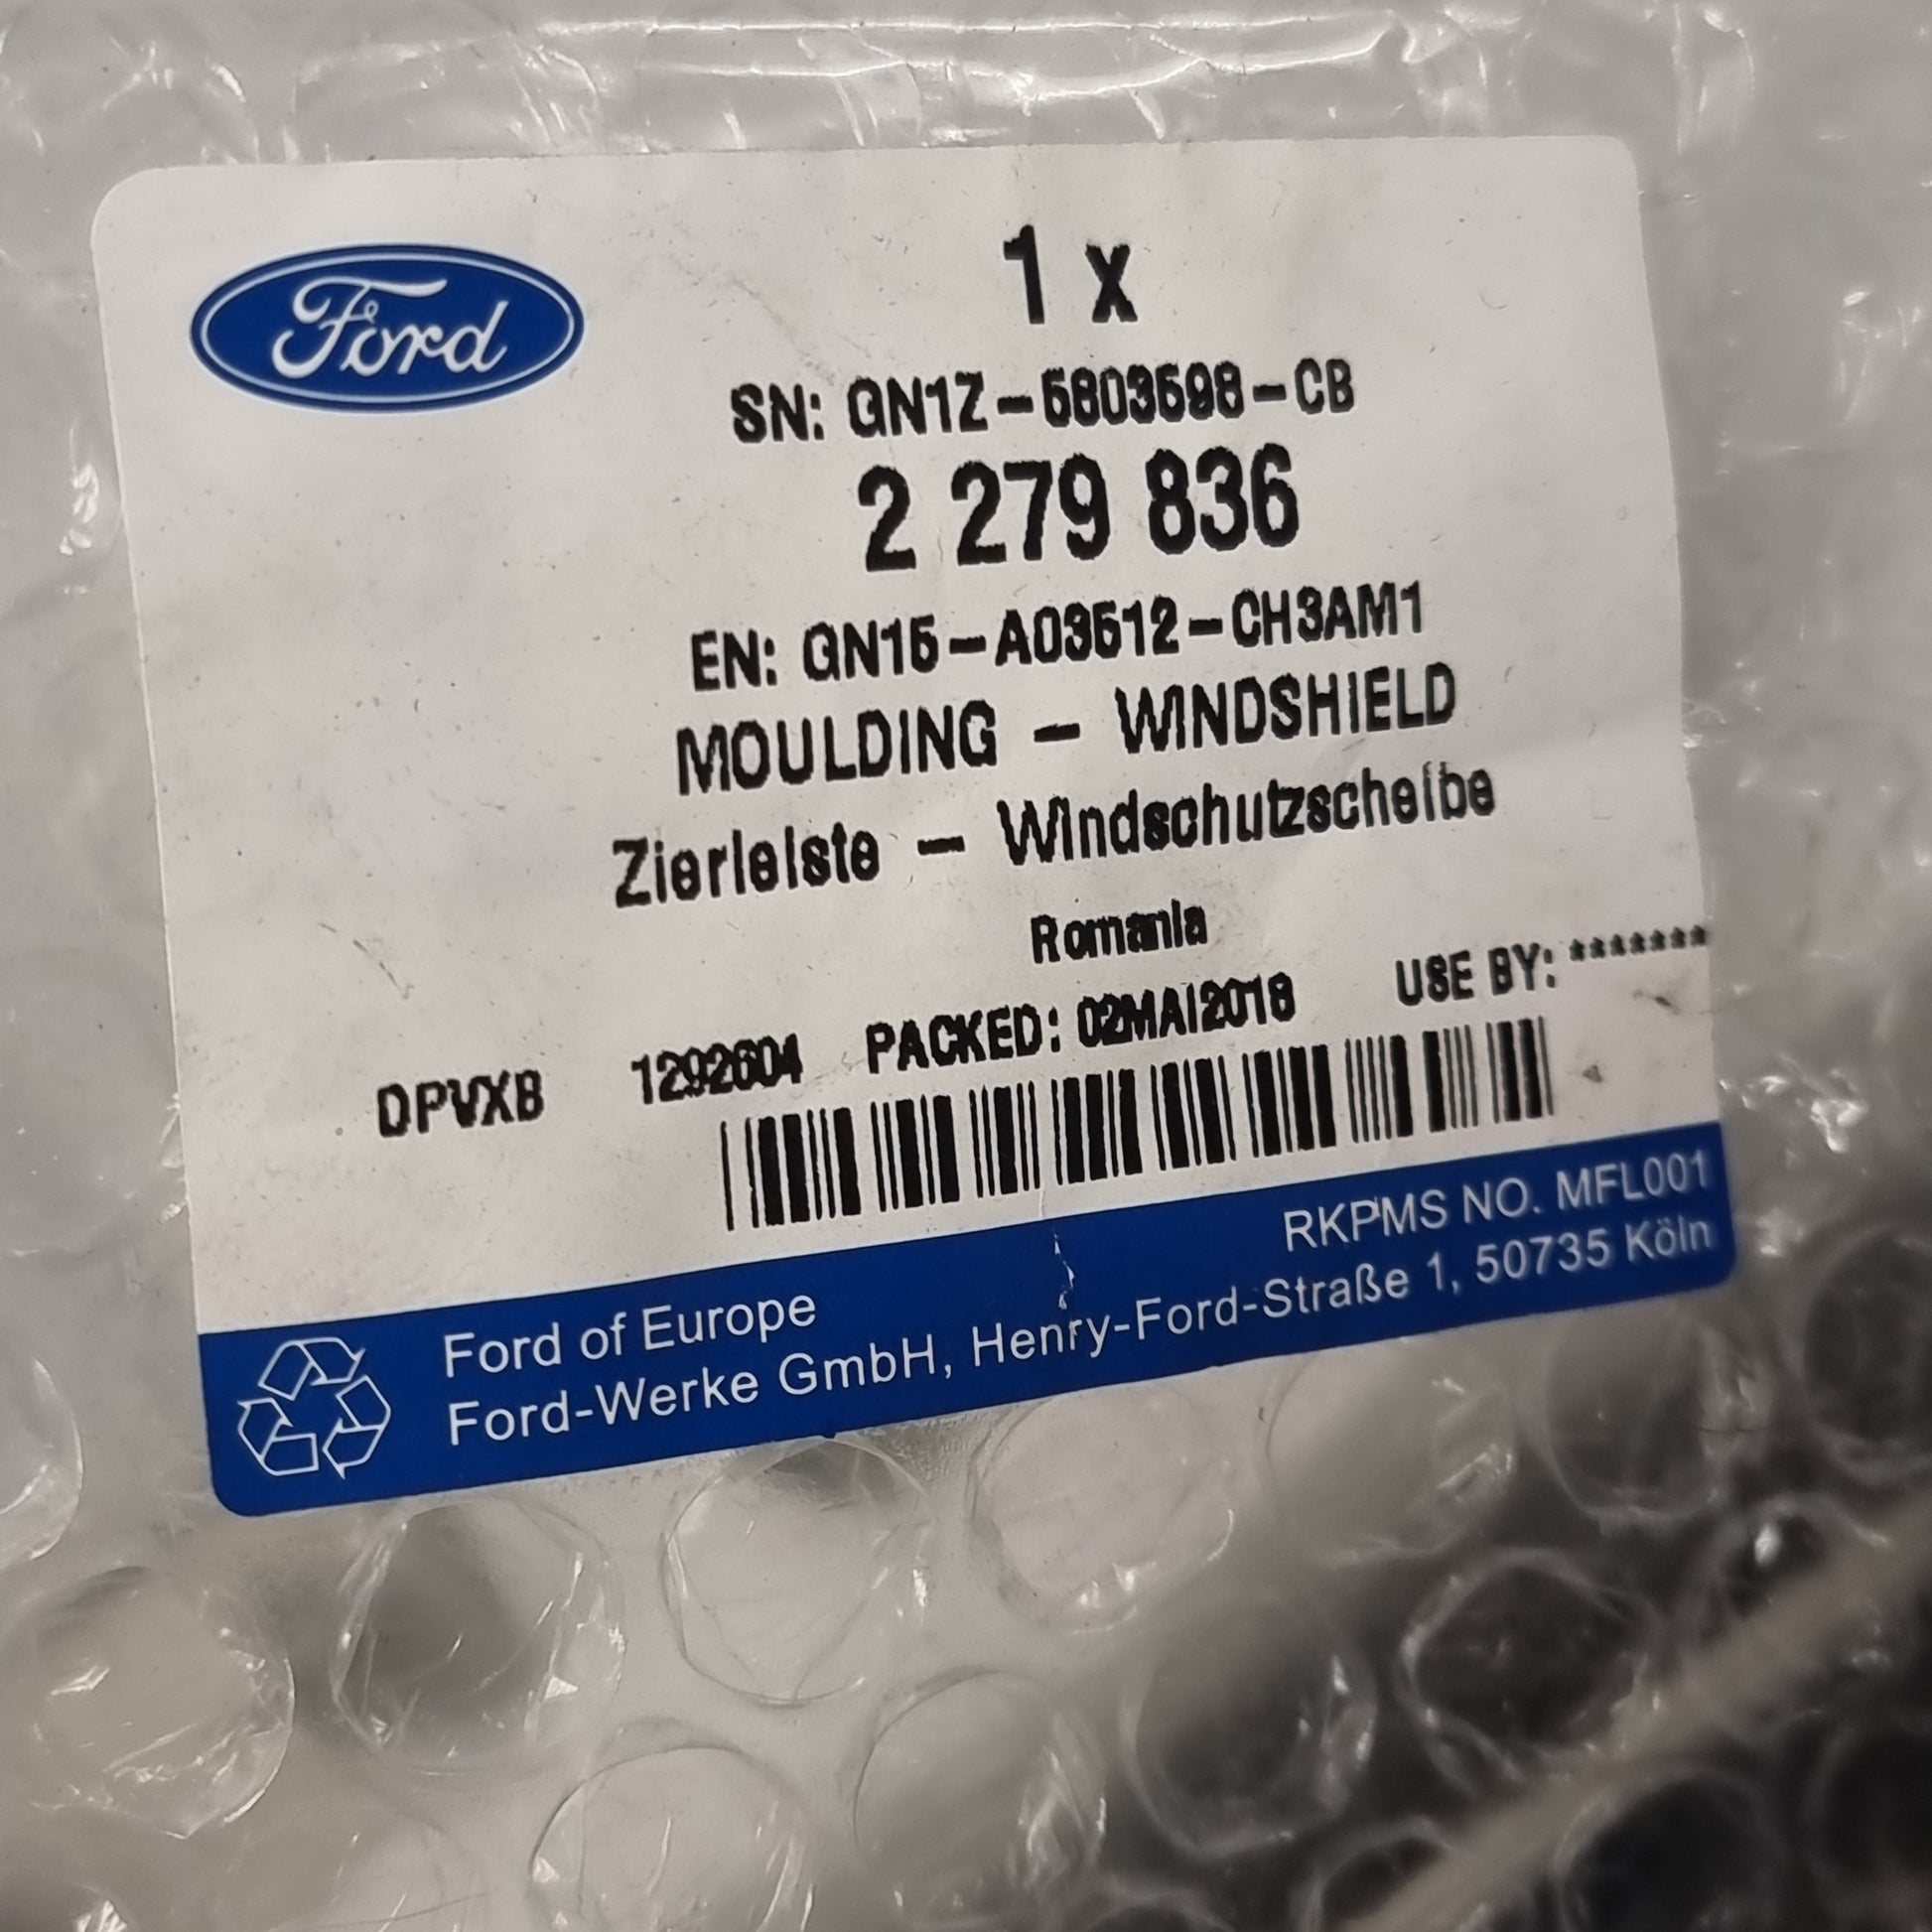 Ford
1 x
SN: GN1Z-5803598-CB
2 279 836
EN: GN15-A03512-CH3AM1
MOULDING - WINDSHIELD
Zierleiste - Windschutzscheibe
Romania
DPVXB 1292604 PACKED: 02MAI2018 USE BY: *******
RKPMS NO. MFL001
Ford of Europe
Ford-Werke GmbH, Henry-Ford-Straße 1, 50735 Köln